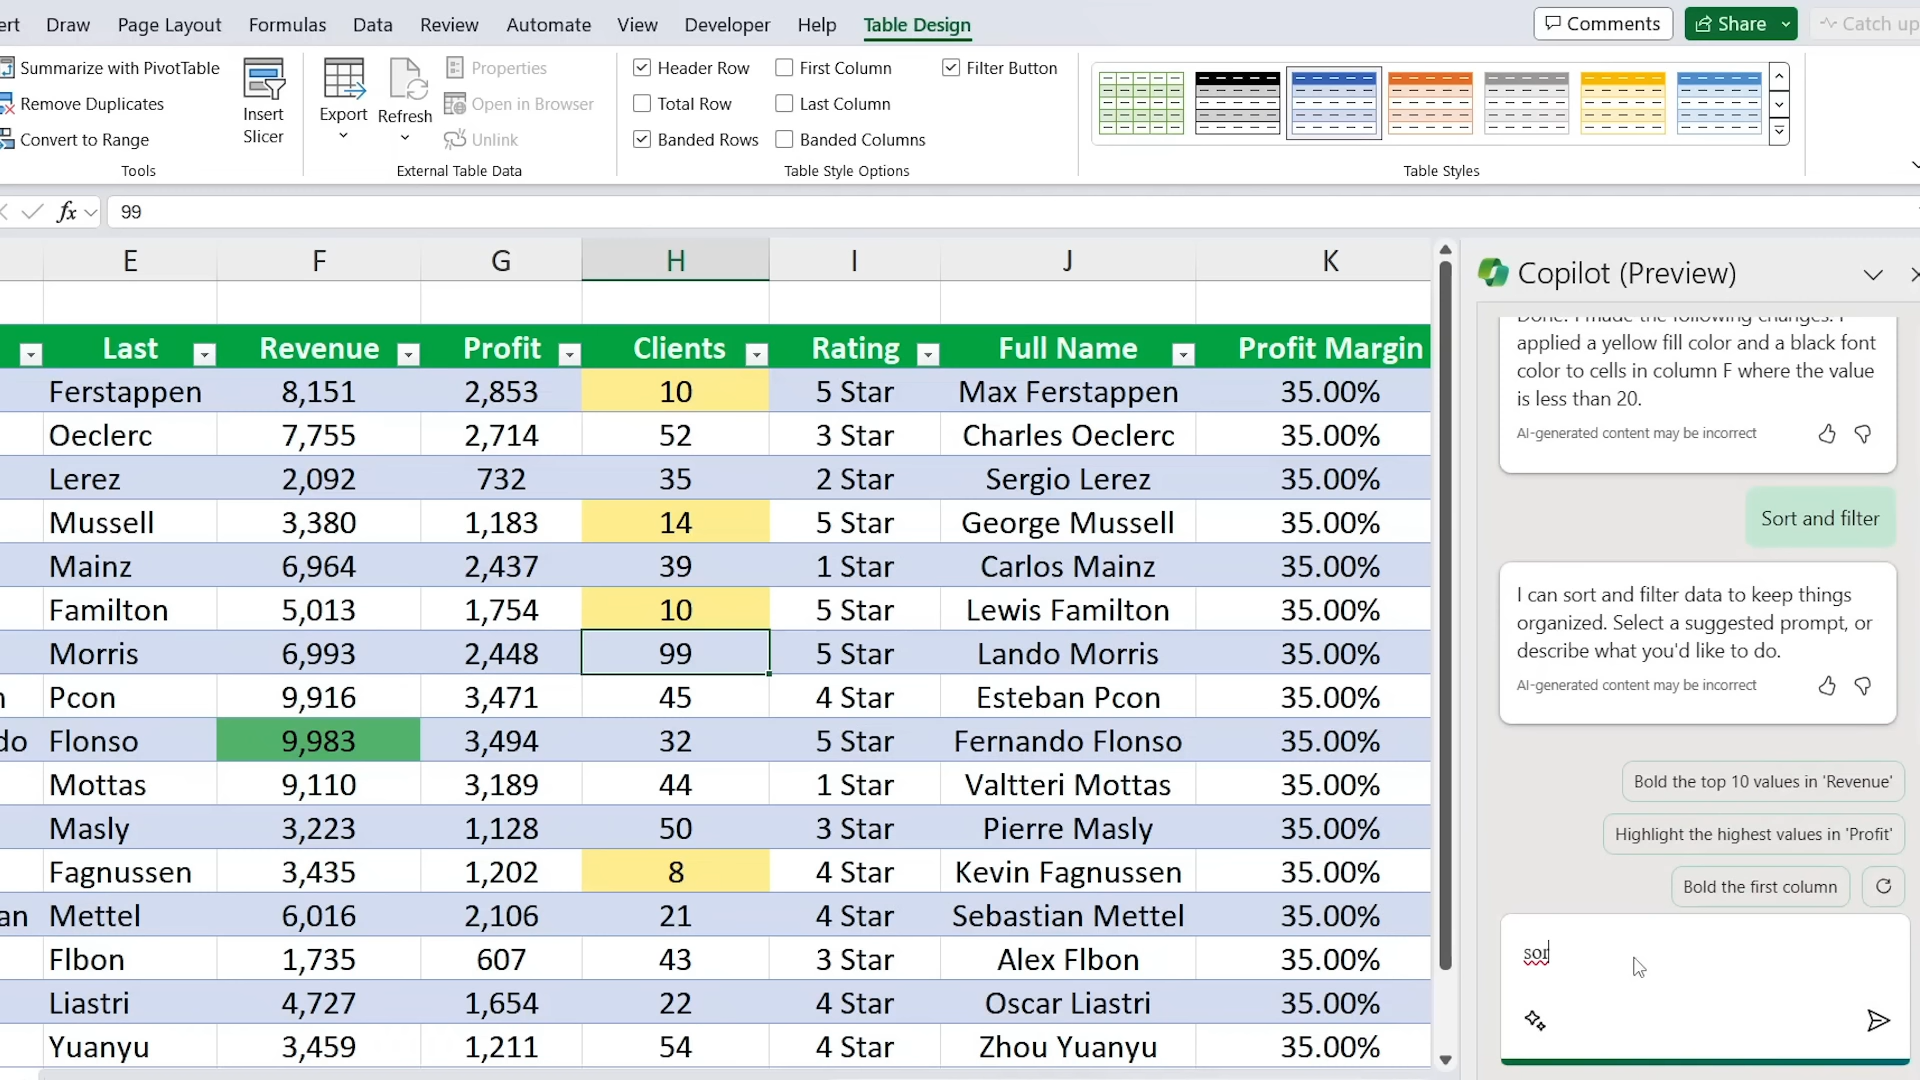 ert Draw Page Layout Formulas Data Review Automate View Developer Help Table Design Comments Share Catch up
Summarize with PivotTable
Remove Duplicates
Convert to Range
Tools
Insert
Slicer
Export
Refresh
Properties
Open in Browser
Unlink
External Table Data
Header Row First Column Filter Button
Total Row Last Column
Banded Rows Banded Columns
Table Style Options
Table Styles
fx 99
E F G H I J K
Last Revenue Profit Clients Rating Full Name Profit Margin
Ferstappen 8,151 2,853 10 5 Star Max Ferstappen 35.00%
Oeclerc 7,755 2,714 52 3 Star Charles Oeclerc 35.00%
Lerez 2,092 732 35 2 Star Sergio Lerez 35.00%
Mussell 3,380 1,183 14 5 Star George Mussell 35.00%
Mainz 6,964 2,437 39 1 Star Carlos Mainz 35.00%
Familton 5,013 1,754 10 5 Star Lewis Familton 35.00%
Morris 6,993 2,448 99 5 Star Lando Morris 35.00%
n Pcon 9,916 3,471 45 4 Star Esteban Pcon 35.00%
do Flonso 9,983 3,494 32 5 Star Fernando Flonso 35.00%
Mottas 9,110 3,189 44 1 Star Valtteri Mottas 35.00%
Masly 3,223 1,128 50 3 Star Pierre Masly 35.00%
Fagnussen 3,435 1,202 8 4 Star Kevin Fagnussen 35.00%
an Mettel 6,016 2,106 21 4 Star Sebastian Mettel 35.00%
Flbon 1,735 607 43 3 Star Alex Flbon 35.00%
Liastri 4,727 1,654 22 4 Star Oscar Liastri 35.00%
Yuanyu 3,459 1,211 54 4 Star Zhou Yuanyu 35.00%
Copilot (Preview)
Done! I made the following changes: I
applied a yellow fill color and a black font
color to cells in column F where the value
is less than 20.
AI-generated content may be incorrect
Sort and filter
I can sort and filter data to keep things
organized. Select a suggested prompt, or
describe what you'd like to do.
AI-generated content may be incorrect
Bold the top 10 values in 'Revenue'
Highlight the highest values in 'Profit'
Bold the first column
sor